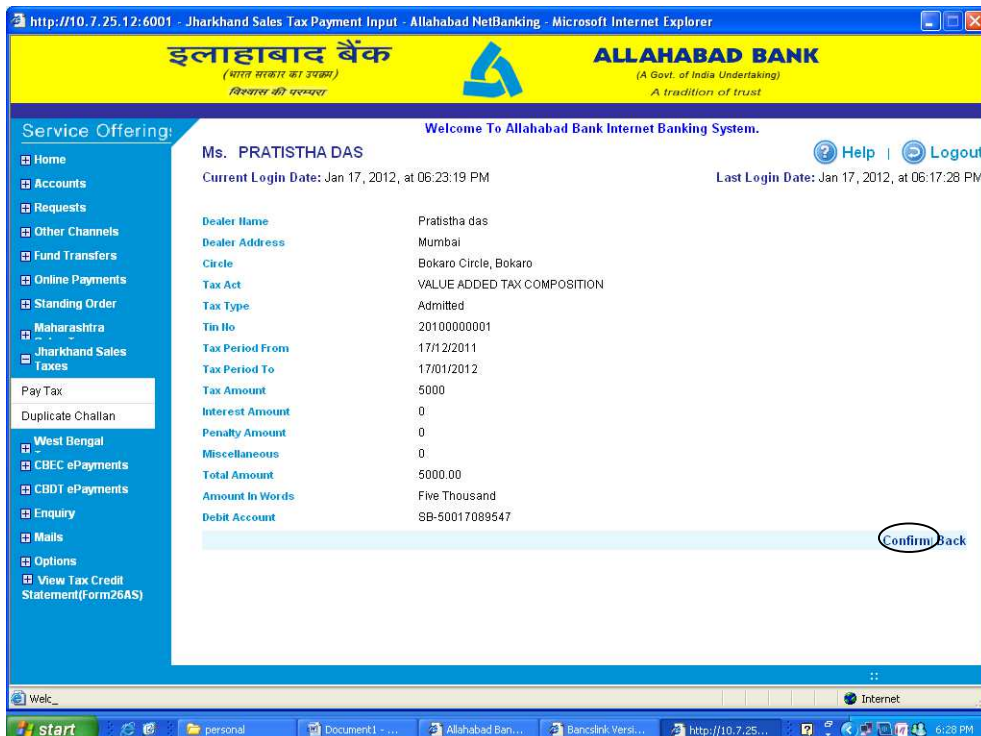 http://10.7.25.12:6001 - Jharkhand Sales Tax Payment Input - Allahabad NetBanking - Microsoft Internet Explorer
इलाहाबाद बैंक
(भारत सरकार का उपक्रम)
विश्वास की परम्परा
ALLAHABAD BANK
(A Govt. of India Undertaking)
A tradition of trust
Service Offering
Welcome To Allahabad Bank Internet Banking System.
Ms. PRATISTHA DAS
Help | Logout
Current Login Date: Jan 17, 2012, at 06:23:19 PM
Last Login Date: Jan 17, 2012, at 06:17:28 PM
Home
Accounts
Requests
Other Channels
Fund Transfers
Online Payments
Standing Order
Maharashtra
Jharkhand Sales
Taxes
Pay Tax
Duplicate Challan
West Bengal
CBEC ePayments
CBDT ePayments
Enquiry
Mails
Options
View Tax Credit
Statement(Form26AS)
Dealer Name Pratistha das
Dealer Address Mumbai
Circle Bokaro Circle, Bokaro
Tax Act VALUE ADDED TAX COMPOSITION
Tax Type Admitted
Tin No 20100000001
Tax Period From 17/12/2011
Tax Period To 17/01/2012
Tax Amount 5000
Interest Amount 0
Penalty Amount 0
Miscellaneous 0
Total Amount 5000.00
Amount In Words Five Thousand
Debit Account SB-50017089547
Confirm| Back
Welc_
Internet
start
personal
Document1 - ...
Allahabad Ban...
Bancslink Versi...
http://10.7.25...
6:28 PM